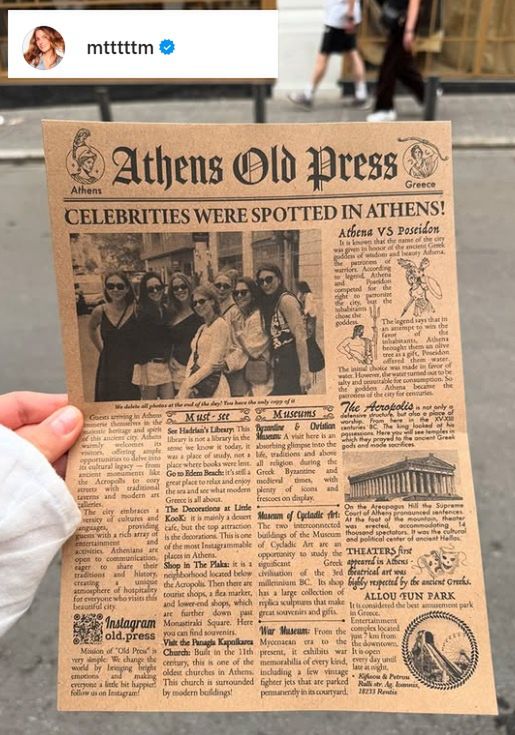 mtttttm
Athens Old Press
Athens
Greece
CELEBRITIES WERE SPOTTED IN ATHENS!
We delete all photos at the end of the day! You have the only copy of it
Guests arriving in Athens
immerse themselves in the
majestic heritage and spirit
of this ancient city. Athens
warmly welcomes its
visitors, offering ample
opportunities to delve into
its cultural legacy — from
ancient monuments like
the Acropolis to cozy
streets with traditional
taverns and modern art
galleries.
The city embraces a
diversity of cultures and
arts, providing
guests with a rich array of
entertainment and
activities. Athenians are
open to communication,
eager to share their
traditions and history,
creating a unique
atmosphere of hospitality
for everyone who visits this
beautiful city.
Instagram
old.press
Mission of "Old Press" is
very simple: We change the
world by bringing bright
emotions and making
everyone a little bit happier!
follow us on Instagram!
Must-see
See Hadrian's Library: This
library is not a library in the
sense we know it today, it
was a place of study, not a
place where books were lent.
Go to Edem Beach: it's still a
great place to relax and enjoy
the sea and see what modern
Greece is all about.
The Decorations at Little
Kook: it is mainly a dessert
cafe, but the top attraction
is the decorations. This is one
of the most Instagrammable
places in Athens.
Shop in The Plaka: it is a
neighborhood located below
the Acropolis. Then there are
tourist shops, a flea market,
and lower-end shops, which
are further down past
Monastiraki Square. Here
you can find souvenirs.
Visit the Panagia Kapnikarea
Church: Built in the 11th
century, this is one of the
oldest churches in Athens.
This church is surrounded
by modern buildings!
Museums
Byzantine & Christian
Museum: A visit here is an
absorbing glimpse into the
life, traditions and above
all religion during the
Greek Byzantine and
medieval times, with
plenty of icons and
frescoes on display.
Museum of Cycladic Art:
The two interconnected
buildings of the Museum
of Cycladic Art are an
opportunity to study the
significant Greek
civilisation of the 3rd
millennium BC. Its shop
has a large collection of
replica sculptures that make
great souvenirs and gifts.
War Museum: From the
Mycenaean era to the
present, it exhibits war
memorabilia of every kind,
including a few vintage
fighter jets that are parked
permanently in its courtyard.
Athena VS Poseidon
It is known that the name of the city
was given in honor of the ancient Greek
goddess of wisdom and beauty Athena,
the patroness of
warriors. According
to legend, Athena
and Poseidon
competed for the
right to patronize
the city, but the
inhabitants
chose the
goddess.
The legend says that in
an attempt to win the
favor of the
inhabitants, Athena
brought them an olive
tree as a gift, Poseidon
offered them water.
The initial choice was made in favor of
water. However, the water turned out to be
salty and unsuitable for consumption. So
the goddess Athena became the
patroness of the city for centuries.
The Acropolis is not only a
defensive structure, but also a place of
worship. From here in the XV-XIII
centuries BC. The king looked at his
possessions. Here you will see temples in
which they prayed to the ancient Greek
gods and made sacrifices.
On the Areopagus Hill the Supreme
Court of Athens pronounced sentences.
At the foot of the mountain, theater
was erected, accommodating 14
thousand spectators. It was the cultural
and political center of ancient Hellas.
THEATERS first
appeared in Athens
theatrical art was
highly respected by the ancient Greeks.
ALLOU FUN PARK
It is considered the best amusement park
in Greece.
Entertainment
complex located
just 7 km from
the downtown.
It is open
every day until
late at night.
• Kifisou & Petrou
Ralli str. Ag. Ioannis,
18233 Rentis